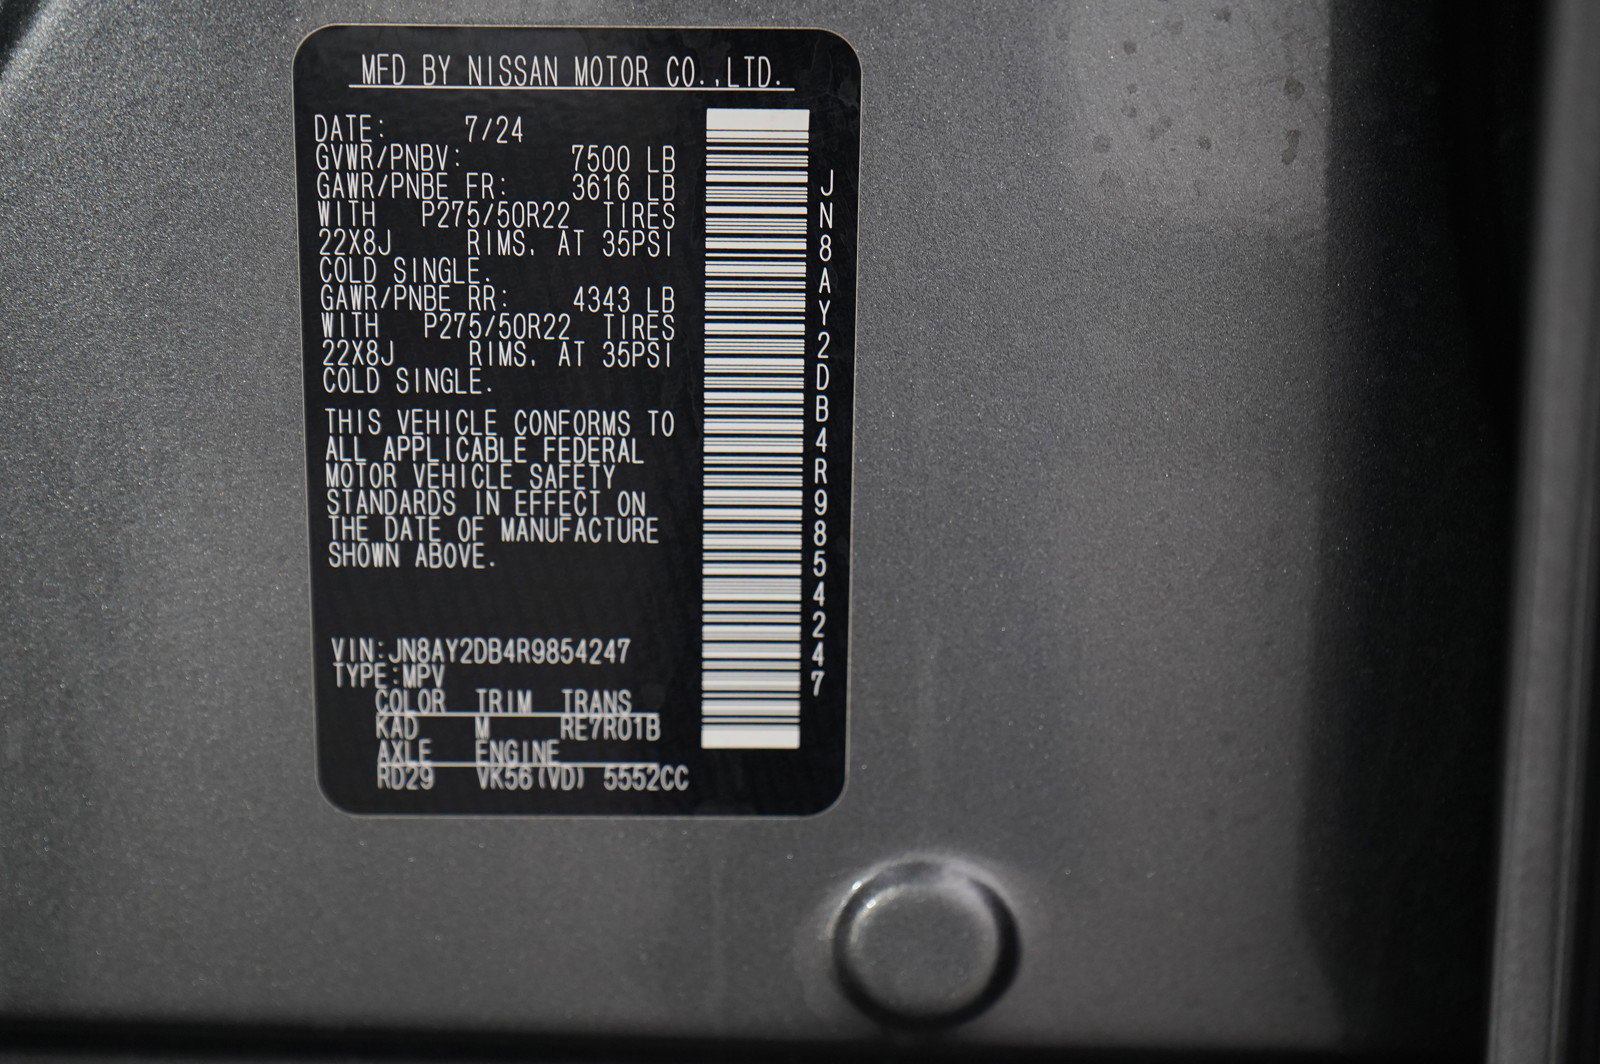 MFD BY NISSAN MOTOR CO.,LTD.
DATE: 7/24
GVWR/PNBV: 7500 LB
GAWR/PNBE FR: 3616 LB
WITH P275/50R22 TIRES
22X8J RIMS. AT 35PSI
COLD SINGLE.
GAWR/PNBE RR: 4343 LB
WITH P275/50R22 TIRES
22X8J RIMS. AT 35PSI
COLD SINGLE.
THIS VEHICLE CONFORMS TO
ALL APPLICABLE FEDERAL
MOTOR VEHICLE SAFETY
STANDARDS IN EFFECT ON
THE DATE OF MANUFACTURE
SHOWN ABOVE.
VIN:JN8AY2DB4R9854247
TYPE:MPV
COLOR TRIM TRANS
KAD M RE7R01B
AXLE ENGINE
RD29 VK56(VD) 5552CC
JN8AY2DB4R9854247